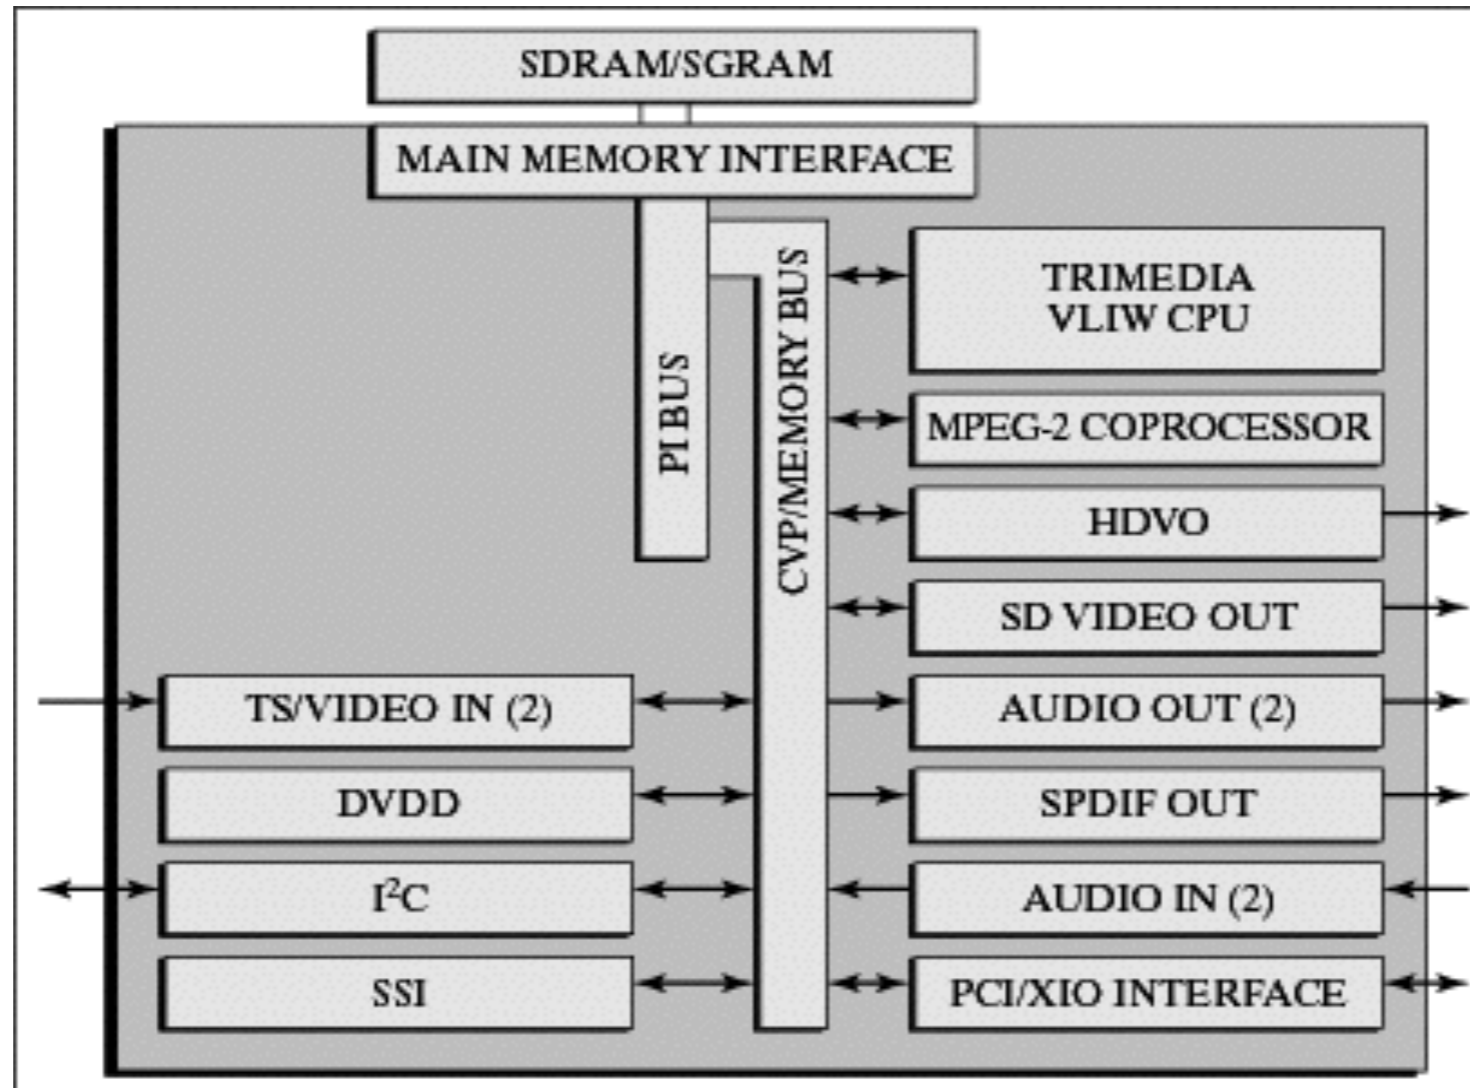 SDRAM/SGRAM
MAIN MEMORY INTERFACE
PI BUS
CVP/MEMORY BUS
TRIMEDIA
VLIW CPU
MPEG-2 COPROCESSOR
HDVO
SD VIDEO OUT
TS/VIDEO IN (2)
AUDIO OUT (2)
DVDD
SPDIF OUT
I²C
AUDIO IN (2)
SSI
PCI/XIO INTERFACE